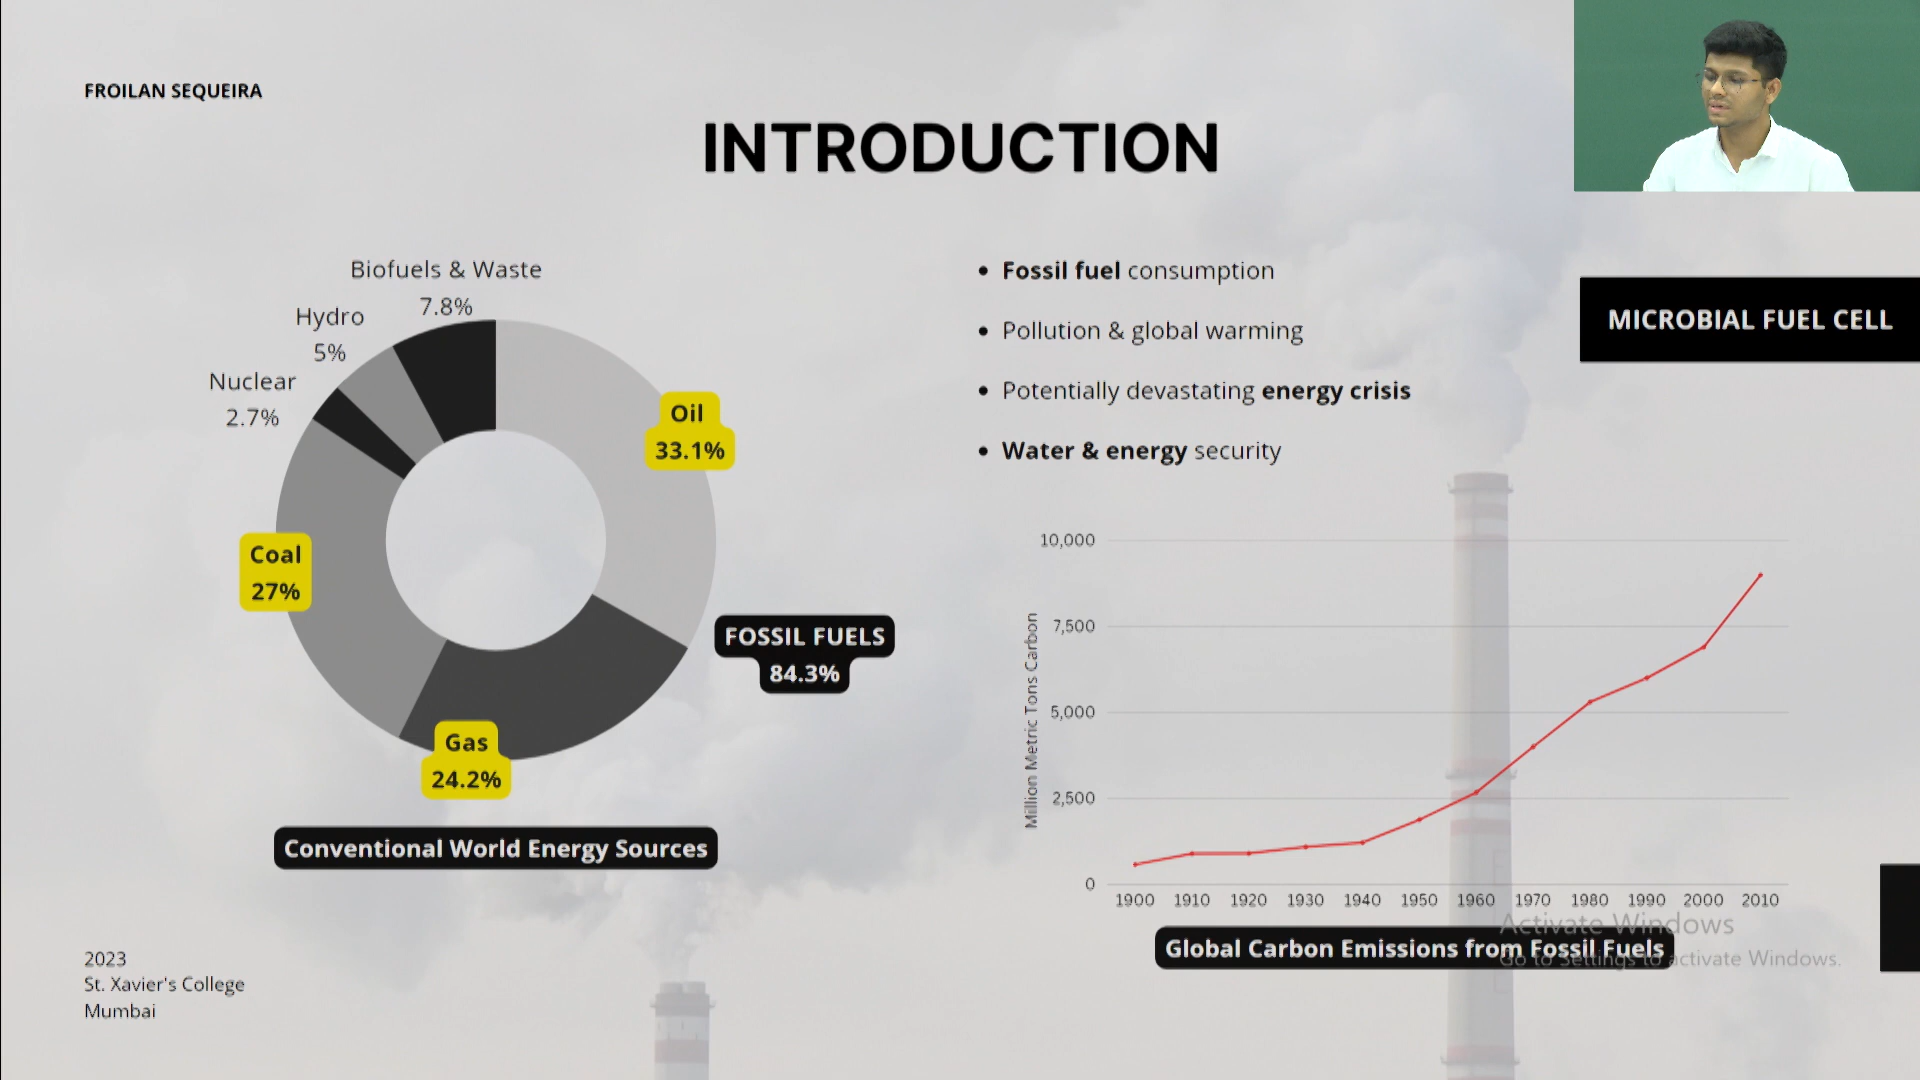 FROILAN SEQUEIRA
INTRODUCTION
Biofuels & Waste
7.8%
Hydro
5%
Nuclear
2.7%
Oil
33.1%
Coal
27%
FOSSIL FUELS
84.3%
Gas
24.2%
Conventional World Energy Sources
• Fossil fuel consumption
• Pollution & global warming
• Potentially devastating energy crisis
• Water & energy security
MICROBIAL FUEL CELL
Million Metric Tons Carbon
10,000
7,500
5,000
2,500
0
1900 1910 1920 1930 1940 1950 1960 1970 1980 1990 2000 2010
Global Carbon Emissions from Fossil Fuels
Activate Windows
Go to Settings to activate Windows.
2023
St. Xavier's College
Mumbai